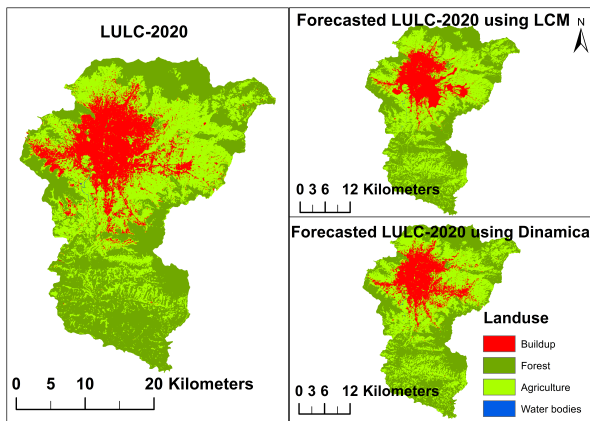 LULC-2020
0 5 10 20 Kilometers
Forecasted LULC-2020 using LCM
N
0 3 6 12 Kilometers
Forecasted LULC-2020 using Dinamica
0 3 6 12 Kilometers
Landuse
Buildup
Forest
Agriculture
Water bodies